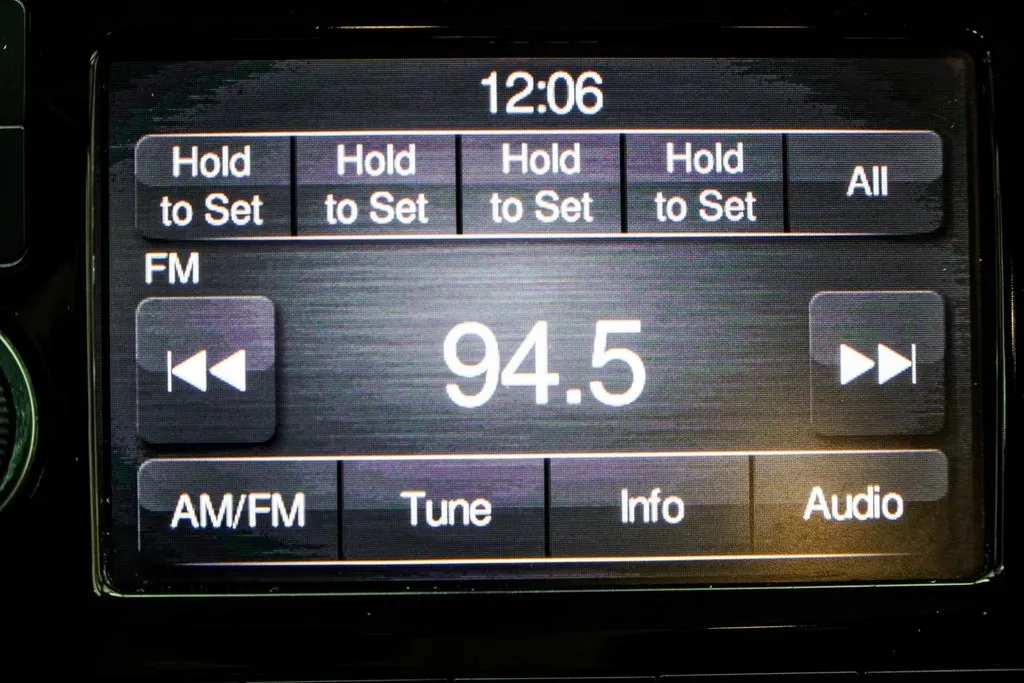 12:06
Hold to Set
Hold to Set
Hold to Set
Hold to Set
All
FM
94.5
AM/FM
Tune
Info
Audio